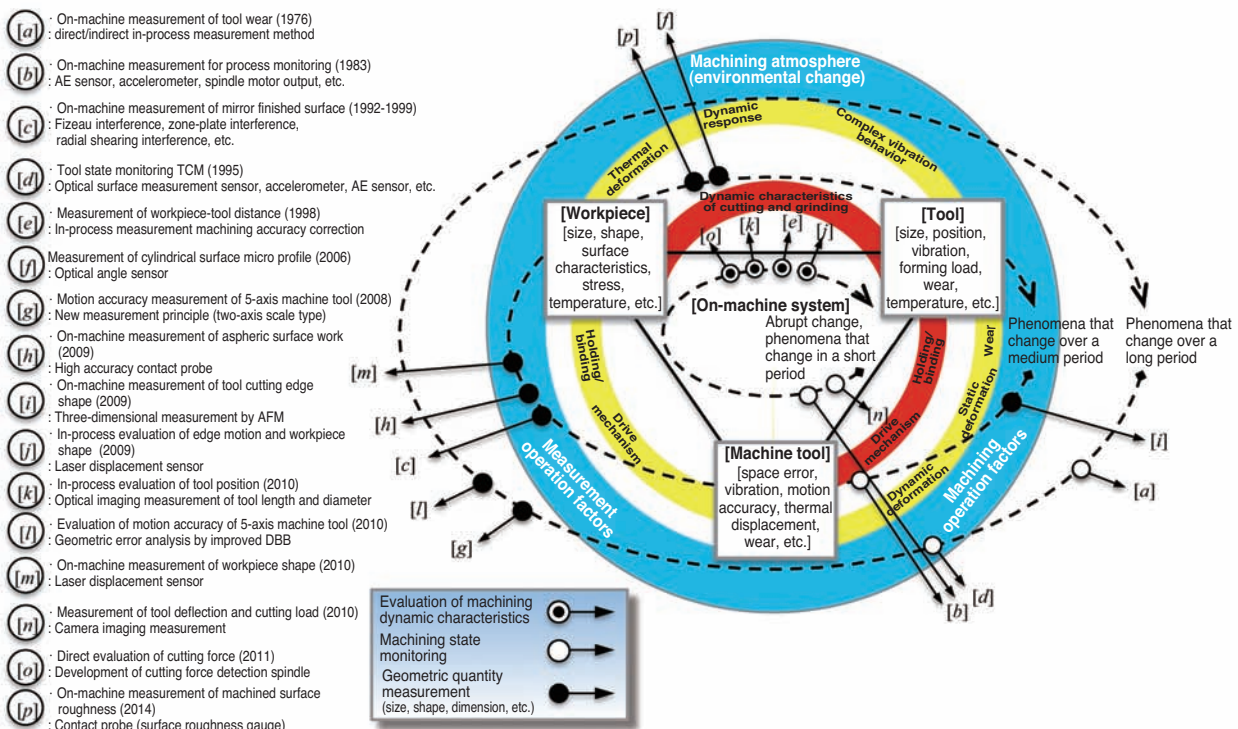 [a] · On-machine measurement of tool wear (1976)
: direct/indirect in-process measurement method
[b] · On-machine measurement for process monitoring (1983)
: AE sensor, accelerometer, spindle motor output, etc.
[c] · On-machine measurement of mirror finished surface (1992-1999)
: Fizeau interference, zone-plate interference,
radial shearing interference, etc.
[d] · Tool state monitoring TCM (1995)
: Optical surface measurement sensor, accelerometer, AE sensor, etc.
[e] · Measurement of workpiece-tool distance (1998)
: In-process measurement machining accuracy correction
[f] Measurement of cylindrical surface micro profile (2006)
: Optical angle sensor
[g] · Motion accuracy measurement of 5-axis machine tool (2008)
: New measurement principle (two-axis scale type)
[h] · On-machine measurement of aspheric surface work
(2009)
: High accuracy contact probe
[i] · On-machine measurement of tool cutting edge
shape (2009)
: Three-dimensional measurement by AFM
[j] · In-process evaluation of edge motion and workpiece
shape (2009)
: Laser displacement sensor
[k] · In-process evaluation of tool position (2010)
: Optical imaging measurement of tool length and diameter
[l] · Evaluation of motion accuracy of 5-axis machine tool (2010)
: Geometric error analysis by improved DBB
[m] · On-machine measurement of workpiece shape (2010)
: Laser displacement sensor
[n] · Measurement of tool deflection and cutting load (2010)
: Camera imaging measurement
[o] · Direct evaluation of cutting force (2011)
: Development of cutting force detection spindle
[p] · On-machine measurement of machined surface
roughness (2014)
: Contact probe (surface roughness gauge)
[p]
[f]
Machining atmosphere
(environmental change)
Dynamic
response
Complex vibration
behavior
Thermal
deformation
Dynamic characteristics
of cutting and grinding
[Workpiece]
[size, shape,
surface
characteristics,
stress,
temperature, etc.]
[Tool]
[size, position,
vibration,
forming load,
wear,
temperature, etc.]
[o]
[k]
[e]
[j]
[On-machine system]
Abrupt change,
phenomena that
change in a short
period
Phenomena that
change over a
medium period
Phenomena that
change over a
long period
Holding/
binding
Drive
mechanism
Holding/
binding
Drive
mechanism
Wear
Static
deformation
Dynamic
deformation
[m]
[h]
[c]
[l]
[g]
[n]
[i]
[a]
[d]
[b]
Measurement
operation factors
Machining
operation factors
[Machine tool]
[space error,
vibration, motion
accuracy, thermal
displacement,
wear, etc.]
Evaluation of machining
dynamic characteristics
Machining state
monitoring
Geometric quantity
measurement
(size, shape, dimension, etc.)